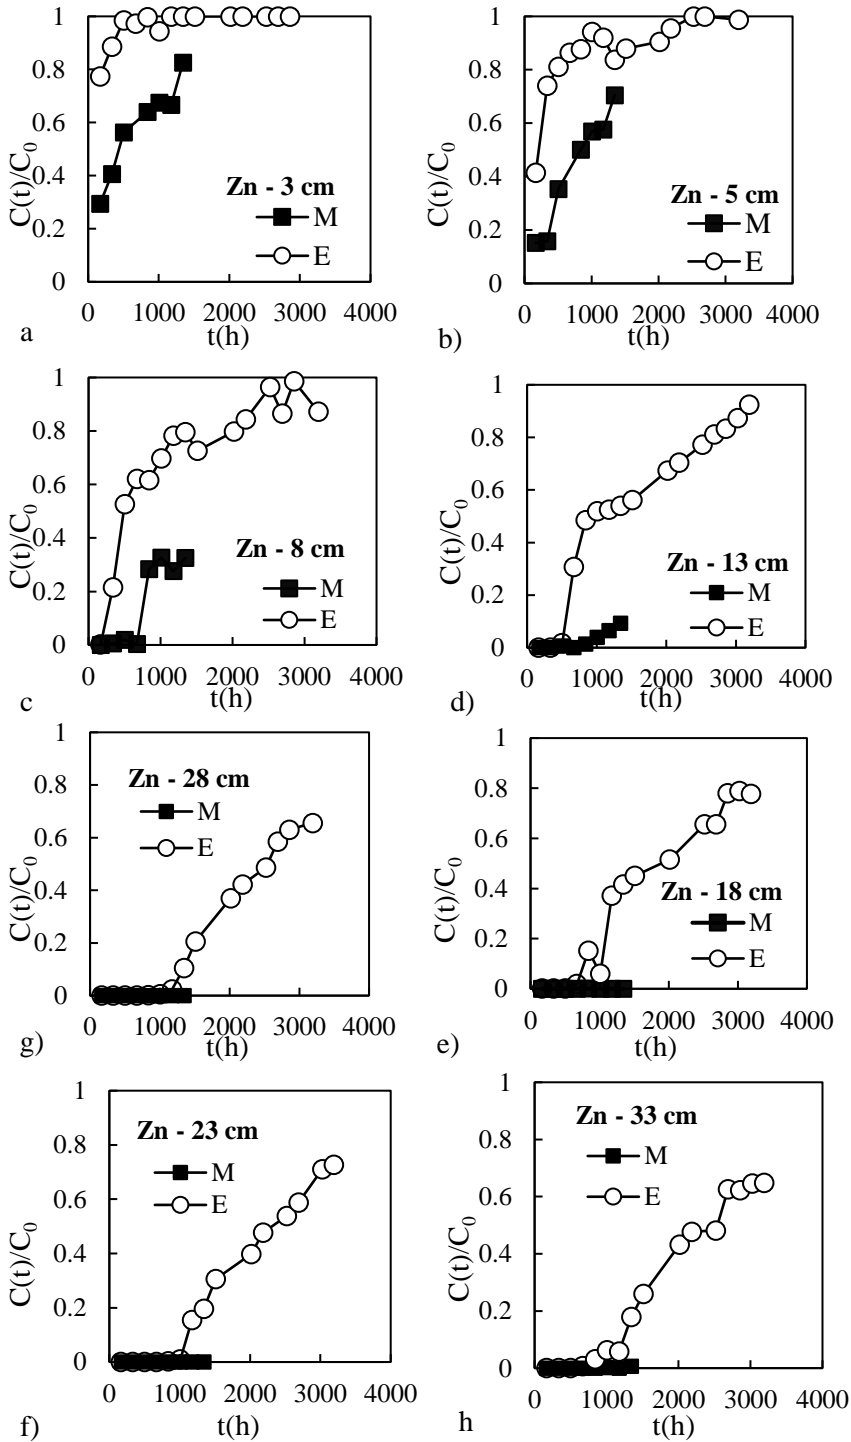 1
0.8
0.6
0.4
0.2
0
C(t)/C0
Zn - 3 cm
M
E
0 1000 2000 3000 4000
t(h)
a
1
0.8
0.6
0.4
0.2
0
C(t)/C0
Zn - 5 cm
M
E
0 1000 2000 3000 4000
t(h)
b)
1
0.8
0.6
0.4
0.2
0
C(t)/C0
Zn - 8 cm
M
E
0 1000 2000 3000 4000
t(h)
c
1
0.8
0.6
0.4
0.2
0
C(t)/C0
Zn - 13 cm
M
E
0 1000 2000 3000 4000
t(h)
d)
1
0.8
0.6
0.4
0.2
0
C(t)/C0
Zn - 28 cm
M
E
0 1000 2000 3000 4000
t(h)
g)
1
0.8
0.6
0.4
0.2
0
C(t)/C0
Zn - 18 cm
M
E
0 1000 2000 3000 4000
t(h)
e)
1
0.8
0.6
0.4
0.2
0
C(t)/C0
Zn - 23 cm
M
E
0 1000 2000 3000 4000
t(h)
f)
1
0.8
0.6
0.4
0.2
0
C(t)/C0
Zn - 33 cm
M
E
0 1000 2000 3000 4000
t(h)
h